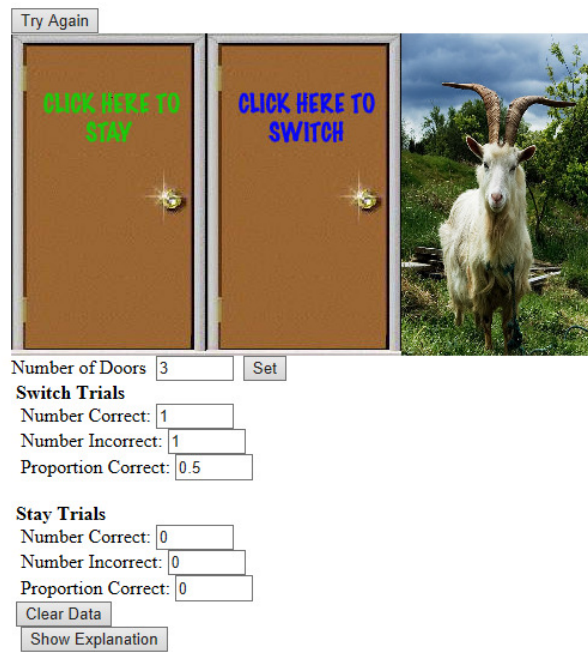 Try Again
CLICK HERE TO
STAY
CLICK HERE TO
SWITCH
Number of Doors 3 Set
Switch Trials
Number Correct: 1
Number Incorrect: 1
Proportion Correct: 0.5
Stay Trials
Number Correct: 0
Number Incorrect: 0
Proportion Correct: 0
Clear Data
Show Explanation